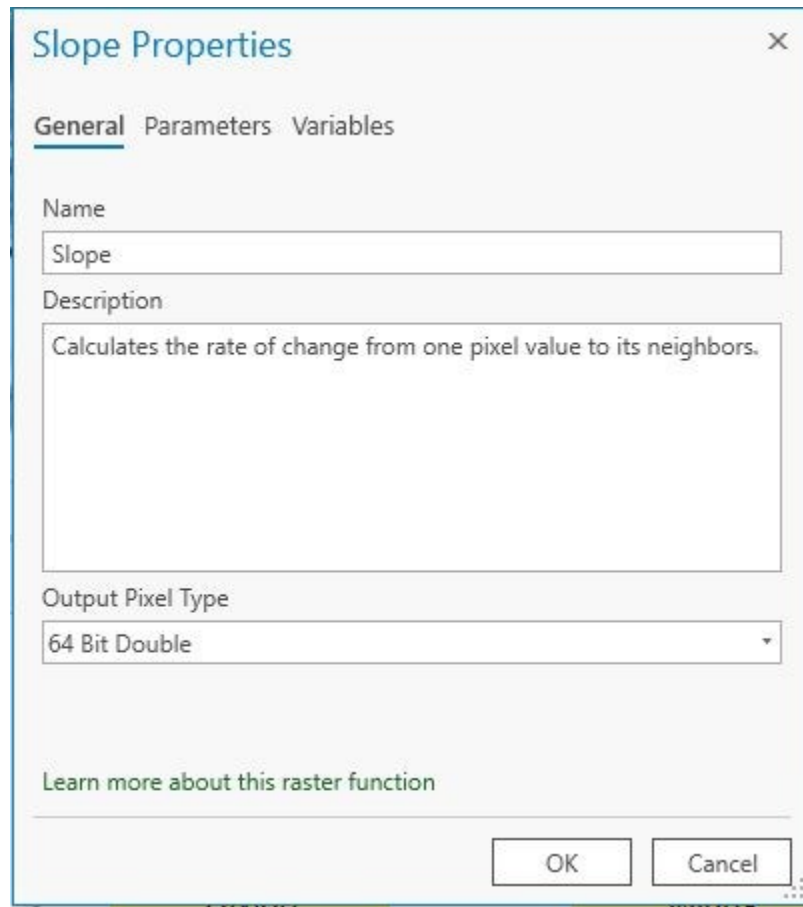 Slope Properties
General Parameters Variables
Name
Slope
Description
Calculates the rate of change from one pixel value to its neighbors.
Output Pixel Type
64 Bit Double
Learn more about this raster function
OK Cancel